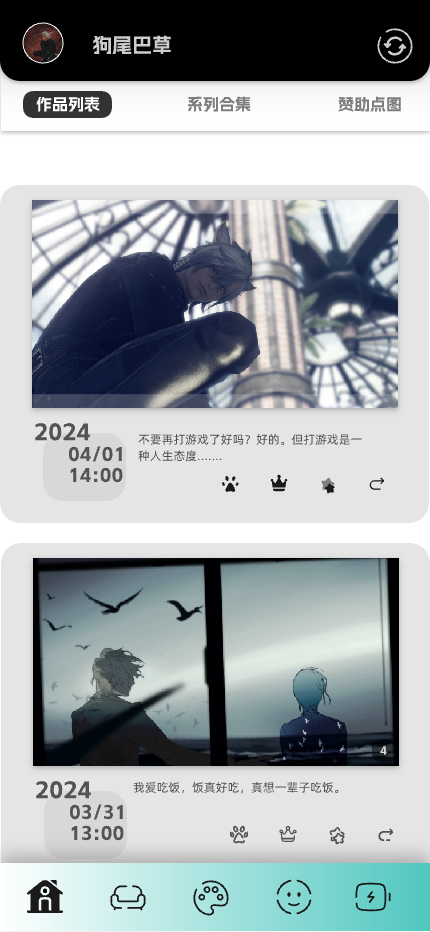 狗尾巴草
作品列表
系列合集
赞助点图
2024
04/01
14:00
不要再打游戏了好吗？好的。但打游戏是一
种人生态度.......
4
2024
03/31
13:00
我爱吃饭，饭真好吃，真想一辈子吃饭。